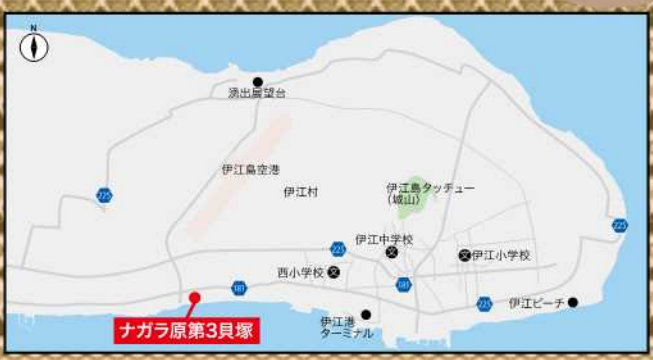 N
湧出展望台
伊江島空港
伊江村
伊江島タッチュー
(城山)
225
225
伊江中学校
225
文
文
伊江小学校
西小学校
文
181
181
225
伊江ビーチ
ナガラ原第3貝塚
伊江港
ターミナル